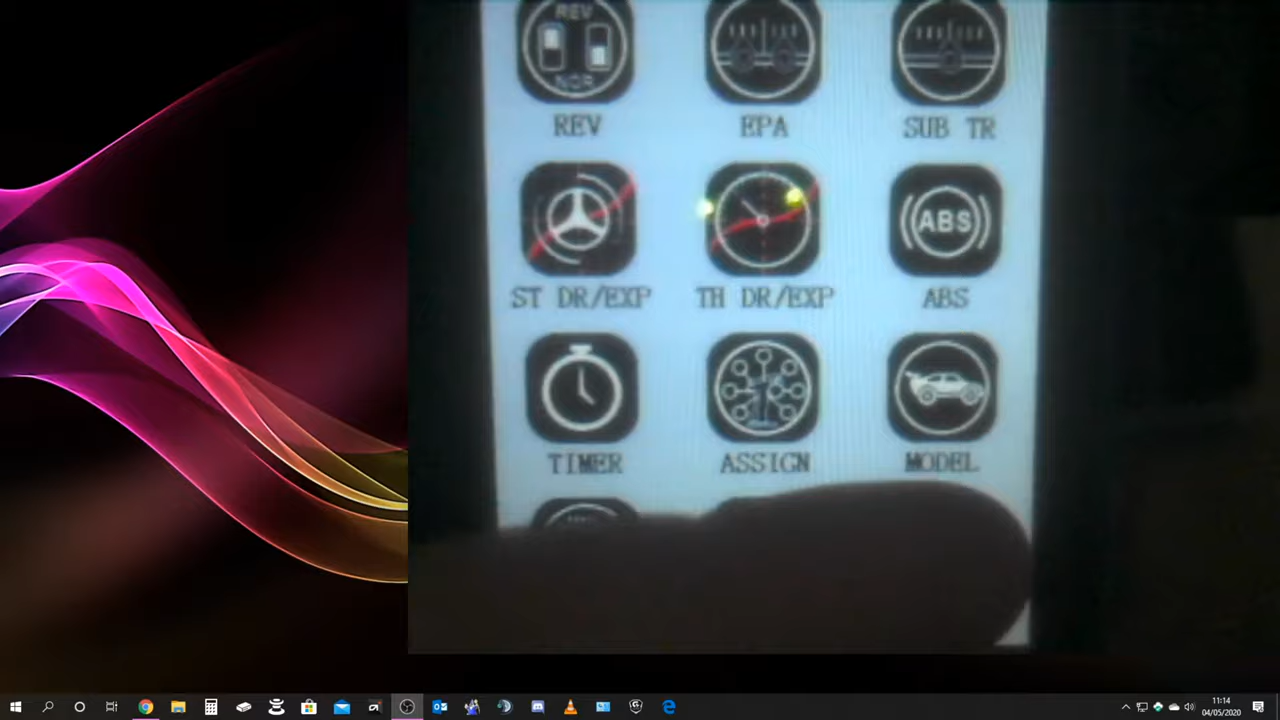 REV
NOR
REV
EPA
SUB TR
ST DR/EXP
TH DR/EXP
ABS
ABS
TIMER
ASSIGN
MODEL
11:14
04/05/2020